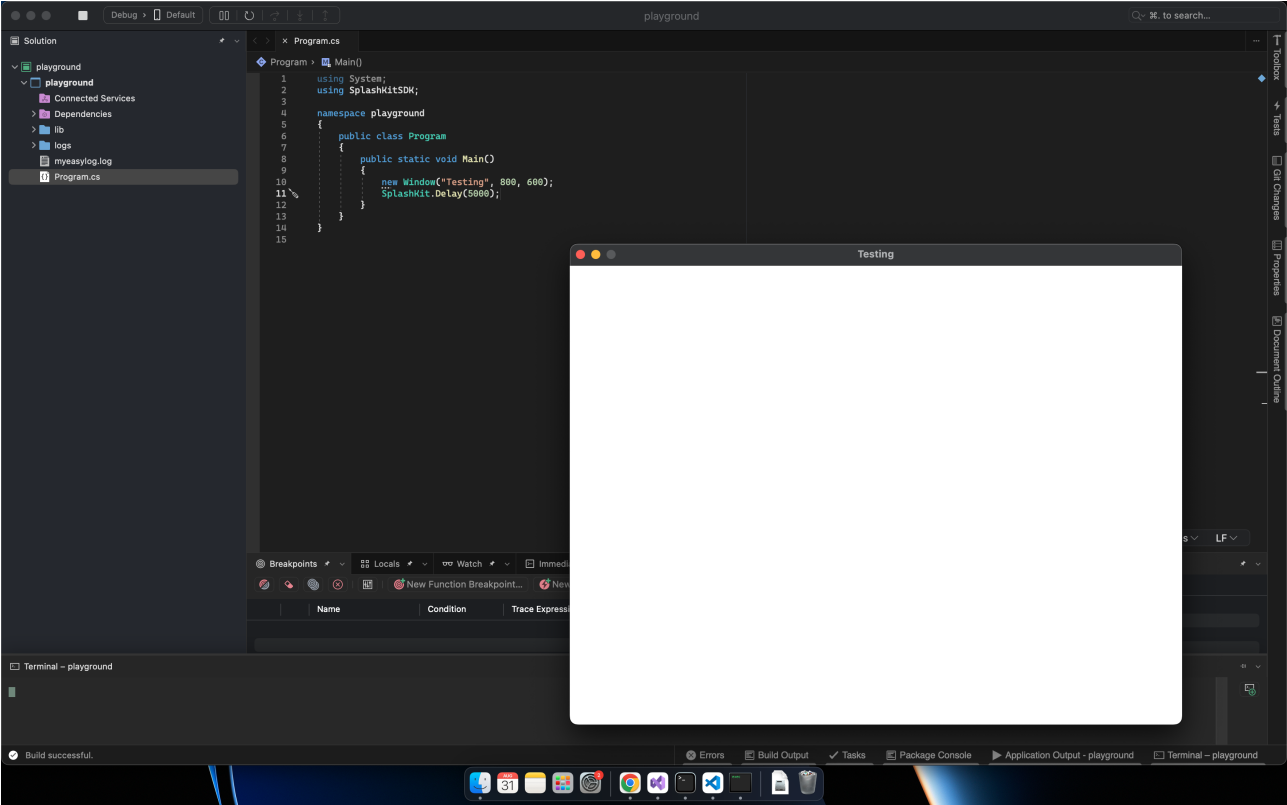 Debug › Default
playground
⌘. to search...
Solution
Program.cs
Program › Main()
playground
playground
Connected Services
Dependencies
lib
logs
myeasylog.log
Program.cs
1 using System;
2 using SplashKitSDK;
3
4 namespace playground
5 {
6 public class Program
7 {
8 public static void Main()
9 {
10 new Window("Testing", 800, 600);
11 SplashKit.Delay(5000);
12 }
13 }
14 }
15
Toolbox
Tests
Git Changes
Properties
Document Outline
Testing
LF
Breakpoints
Locals
Watch
New Function Breakpoint...
New
Name
Condition
Terminal – playground
Build successful.
Errors
Build Output
Tasks
Package Console
Application Output - playground
Terminal – playground
AUG
31